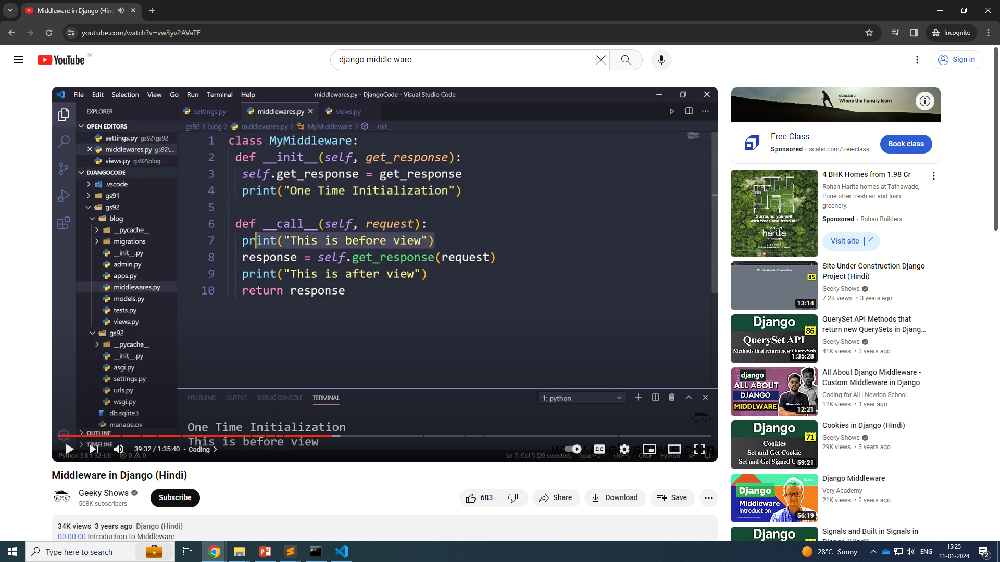 Middleware in Django (Hin
youtube.com/watch?v=vw3yv2AVaTE
Incognito
YouTube IN
django middle ware
Sign in
File Edit Selection View Go Run Terminal Help
middlewares.py - DjangoCode - Visual Studio Code
EXPLORER
settings.py
middlewares.py
views.py
OPEN EDITORS
settings.py gs92\gs92
middlewares.py gs92\...
views.py gs92\blog
gs92 > blog > middlewares.py > MyMiddleware > __init__
DJANGOCODE
.vscode
gs91
gs92
blog
__pycache__
migrations
__init__.py
admin.py
apps.py
middlewares.py
models.py
tests.py
views.py
gs92
__pycache__
__init__.py
asgi.py
settings.py
urls.py
wsgi.py
db.sqlite3
manage.py
OUTLINE
TIMELINE
1 class MyMiddleware:
2 def __init__(self, get_response):
3 self.get_response = get_response
4 print("One Time Initialization")
5
6 def __call__(self, request):
7 print("This is before view")
8 response = self.get_response(request)
9 print("This is after view")
10 return response
PROBLEMS OUTPUT DEBUG CONSOLE TERMINAL
1: python
One Time Initialization
This is before view
39:32 / 1:35:40 • Coding
CC
Python 3.8.1 32-bit 0 0
Ln 7, Col 5 (26 selected) Spaces: 1 UTF-8 CRLF Python
Middleware in Django (Hindi)
Geeky Shows
508K subscribers
Subscribe
683
Share
Download
Save
34K views 3 years ago Django (Hindi)
00:00:00 Introduction to Middleware
SCALER
Where the hungry learn
Free Class
Sponsored · scaler.com/free-class
Book class
Surround yourself
with trees and fresh air.
ROHAN
harita
TATHAWADE
4 BHK Homes from 1.98 Cr
Rohan Harita homes at Tathawade,
Pune offer fresh air and lush
greenery.
Sponsored · Rohan Builders
Visit site
Website is Under Construction
85
13:14
Site Under Construction Django
Project (Hindi)
Geeky Shows
7.2K views • 3 years ago
Django
86
QuerySet API
Methods that return new QuerySets
1:35:28
QuerySet API Methods that
return new QuerySets in Djang...
Geeky Shows
41K views • 3 years ago
django
ALL ABOUT
DJANGO
MIDDLWARE
12:21
All About Django Middleware -
Custom Middleware in Django
Coding for All | Newton School
12K views • 1 year ago
Django
71
Cookies
Set and Get Cookie
Set and Get Signed C
59:21
Cookies in Django (Hindi)
Geeky Shows
29K views • 3 years ago
Django
Middleware
Introduction
56:19
Django Middleware
Very Academy
21K views • 2 years ago
Django
Signals and Built in Signals in
Django (Hindi)
Type here to search
28°C Sunny
ENG
15:25
11-01-2024
2